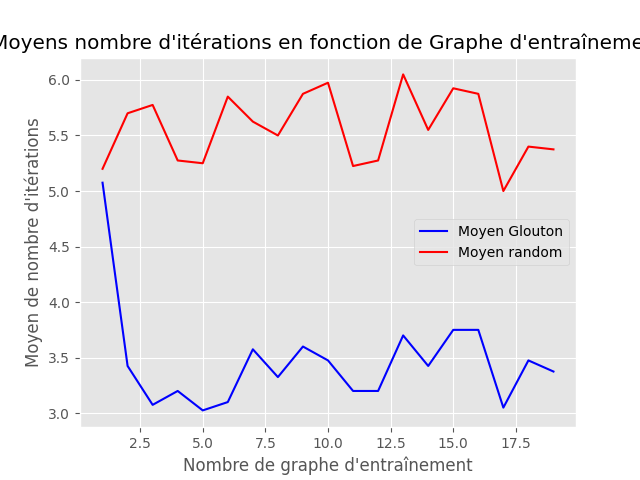 Moyens nombre d'itérations en fonction de Graphe d'entraîneme
Moyen de nombre d'itérations
6.0
5.5
5.0
4.5
4.0
3.5
3.0
Moyen Glouton
Moyen random
2.5 5.0 7.5 10.0 12.5 15.0 17.5
Nombre de graphe d'entraînement